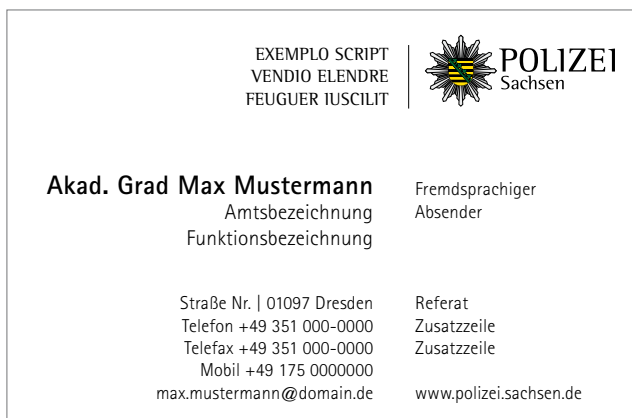 EXEMPLO SCRIPT
VENDIO ELENDRE
FEUGUER IUSCILIT
POLIZEI
Sachsen
Akad. Grad Max Mustermann
Amtsbezeichnung
Funktionsbezeichnung
Fremdsprachiger
Absender
Straße Nr. | 01097 Dresden
Telefon +49 351 000-0000
Telefax +49 351 000-0000
Mobil +49 175 0000000
max.mustermann@domain.de
Referat
Zusatzzeile
Zusatzzeile
www.polizei.sachsen.de